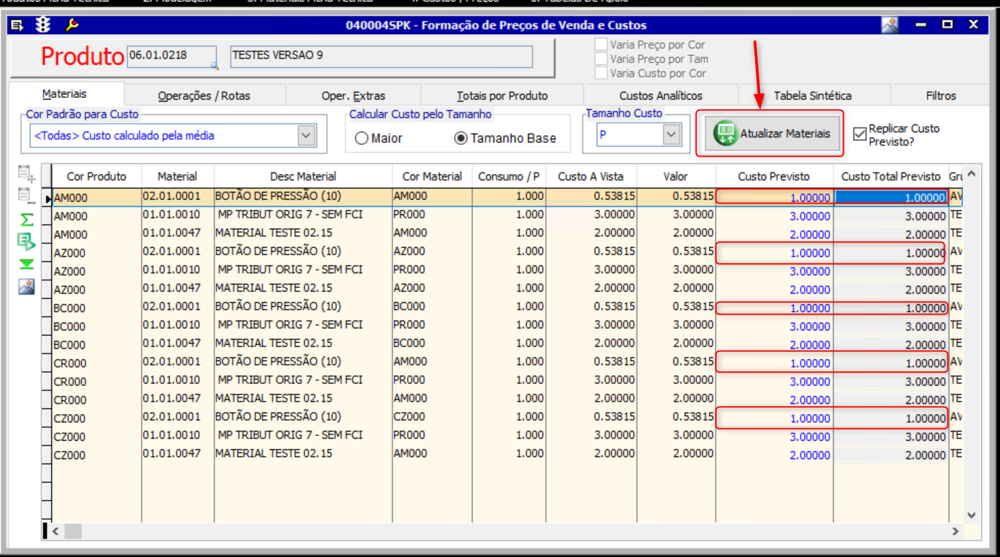 040004SPK - Formação de Preços de Venda e Custos
Produto 06.01.0218 TESTES VERSAO 9
Varia Preço por Cor
Varia Preço por Tam
Varia Custo por Cor
Materiais Operações / Rotas Oper. Extras Totais por Produto Custos Analíticos Tabela Sintética Filtros
Cor Padrão para Custo Calcular Custo pelo Tamanho Tamanho Custo
<Todas> Custo calculado pela média Maior Tamanho Base P Atualizar Materiais Replicar Custo
Previsto?
Cor Produto Material Desc Material Cor Material Consumo / P Custo A Vista Valor Custo Previsto Custo Total Previsto
AM000 02.01.0001 BOTÃO DE PRESSÃO (10) AM000 1.000 0.53815 0.53815 1.00000 1.00000 AV
AM000 01.01.0010 MP TRIBUT ORIG 7 - SEM FCI PR000 1.000 3.00000 3.00000 3.00000 3.00000 TE
AM000 01.01.0047 MATERIAL TESTE 02.15 AM000 1.000 2.00000 2.00000 2.00000 2.00000 TE
AZ000 02.01.0001 BOTÃO DE PRESSÃO (10) AZ000 1.000 0.53815 0.53815 1.00000 1.00000 AV
AZ000 01.01.0010 MP TRIBUT ORIG 7 - SEM FCI PR000 1.000 3.00000 3.00000 3.00000 3.00000 TE
AZ000 01.01.0047 MATERIAL TESTE 02.15 AZ000 1.000 2.00000 2.00000 2.00000 2.00000 TE
BC000 02.01.0001 BOTÃO DE PRESSÃO (10) BC000 1.000 0.53815 0.53815 1.00000 1.00000 AV
BC000 01.01.0010 MP TRIBUT ORIG 7 - SEM FCI PR000 1.000 3.00000 3.00000 3.00000 3.00000 TE
BC000 01.01.0047 MATERIAL TESTE 02.15 BC000 1.000 2.00000 2.00000 2.00000 2.00000 TE
CR000 02.01.0001 BOTÃO DE PRESSÃO (10) AM000 1.000 0.53815 0.53815 1.00000 1.00000 AV
CR000 01.01.0010 MP TRIBUT ORIG 7 - SEM FCI PR000 1.000 3.00000 3.00000 3.00000 3.00000 TE
CR000 01.01.0047 MATERIAL TESTE 02.15 AM000 1.000 2.00000 2.00000 2.00000 2.00000 TE
CZ000 02.01.0001 BOTÃO DE PRESSÃO (10) CZ000 1.000 0.53815 0.53815 1.00000 1.00000 AV
CZ000 01.01.0010 MP TRIBUT ORIG 7 - SEM FCI PR000 1.000 3.00000 3.00000 3.00000 3.00000 TE
CZ000 01.01.0047 MATERIAL TESTE 02.15 AM000 1.000 2.00000 2.00000 2.00000 2.00000 TE